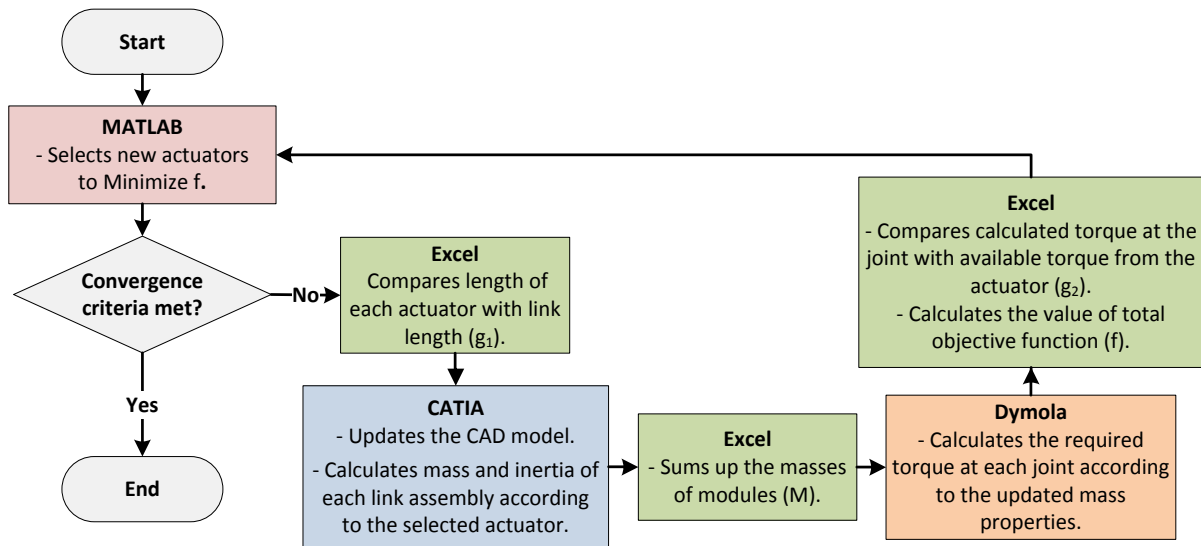 Start
MATLAB
- Selects new actuators
to Minimize f.
Convergence
criteria met?
No
Yes
End
Excel
Compares length of
each actuator with link
length (g₁).
CATIA
- Updates the CAD model.
- Calculates mass and inertia of
each link assembly according
to the selected actuator.
Excel
- Sums up the masses
of modules (M).
Dymola
- Calculates the required
torque at each joint according
to the updated mass
properties.
Excel
- Compares calculated torque at the
joint with available torque from the
actuator (g₂).
- Calculates the value of total
objective function (f).